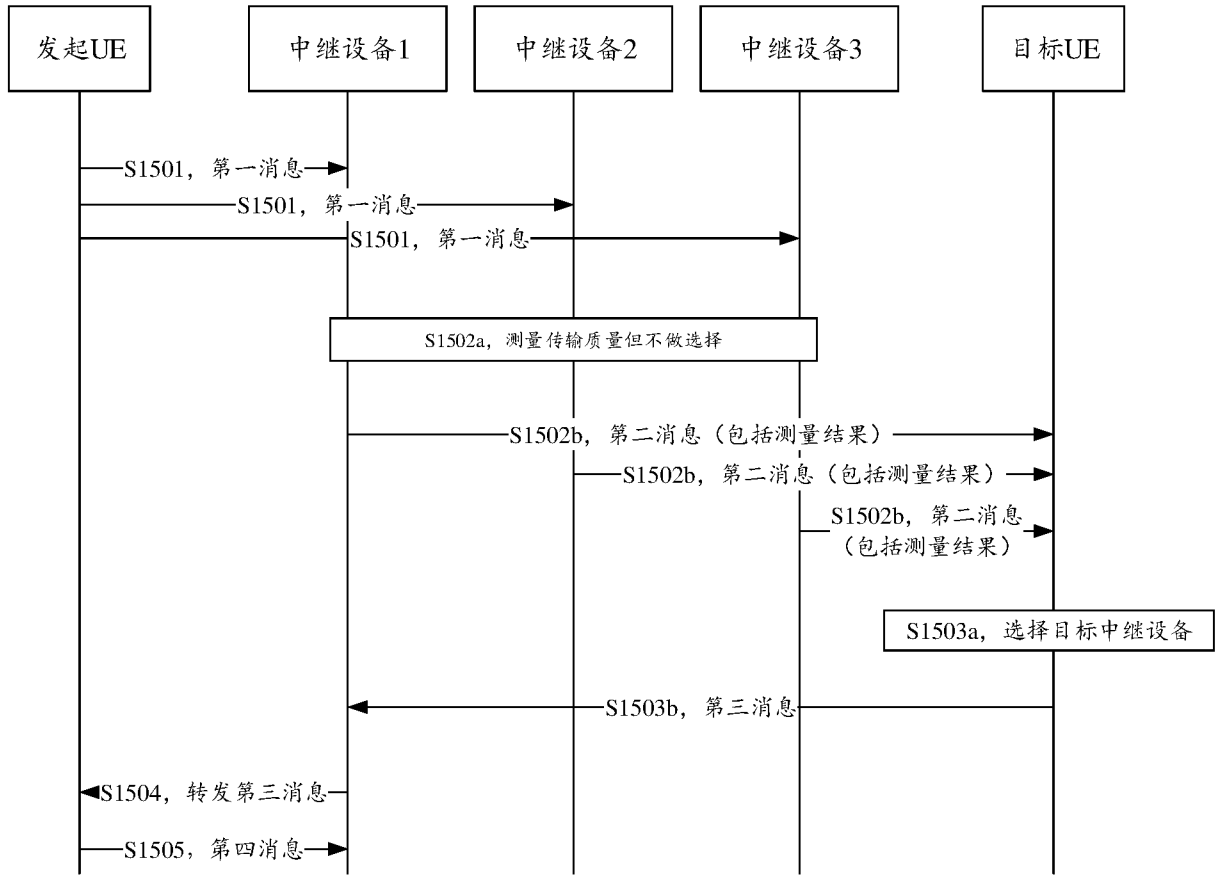 发起UE
中继设备1
中继设备2
中继设备3
目标UE
S1501，第一消息
S1501，第一消息
S1501，第一消息
S1502a，测量传输质量但不做选择
S1502b，第二消息（包括测量结果）
S1502b，第二消息（包括测量结果）
S1502b，第二消息
（包括测量结果）
S1503a，选择目标中继设备
S1503b，第三消息
S1504，转发第三消息
S1505，第四消息